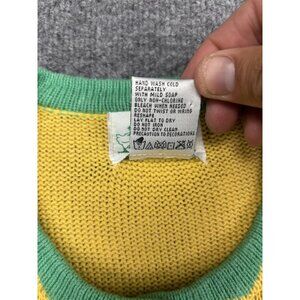 HAND WASH COLD
SEPARATELY
WITH MILD SOAP
ONLY NON-CHLORINE
BLEACH WHEN NEEDED
DO NOT TWIST OR WRING
RESHAPE
LAY FLAT TO DRY
DO NOT IRON
DO NOT DRY CLEAN
PRECAUTION TO DECORATIONS